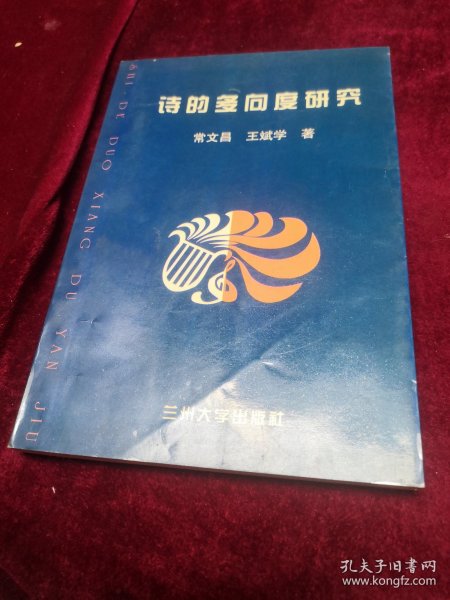 诗的多向度研究
常文昌 王斌学 著
DE DUO XIANG DU YAN JIU
兰州大学出版社
孔夫子旧书网
www.kongfz.com